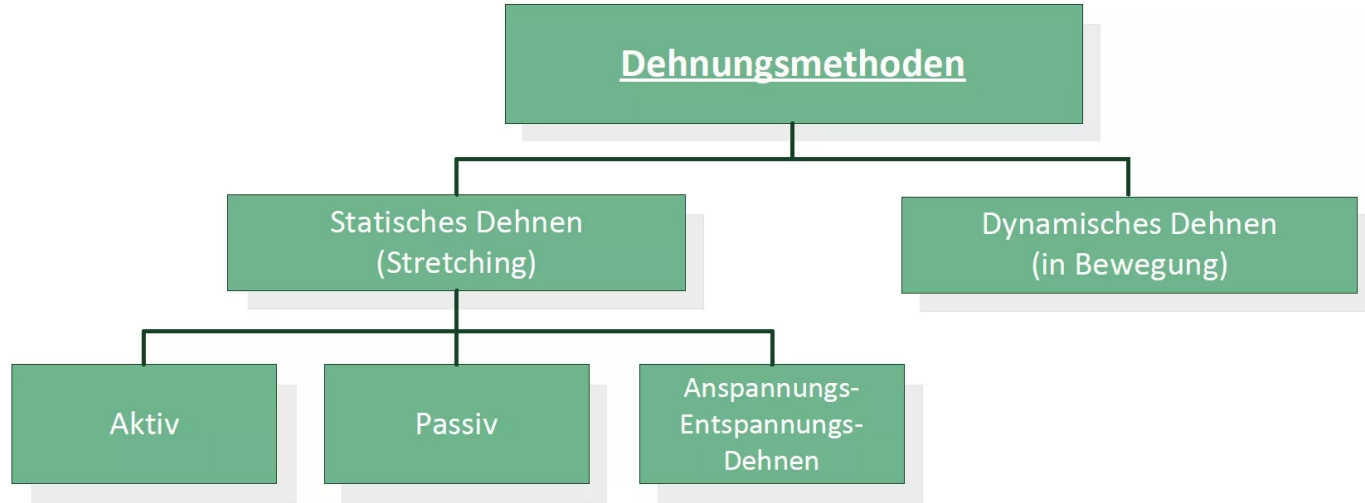 Dehnungsmethoden
Statisches Dehnen
(Stretching)
Dynamisches Dehnen
(in Bewegung)
Aktiv
Passiv
Anspannungs-
Entspannungs-
Dehnen